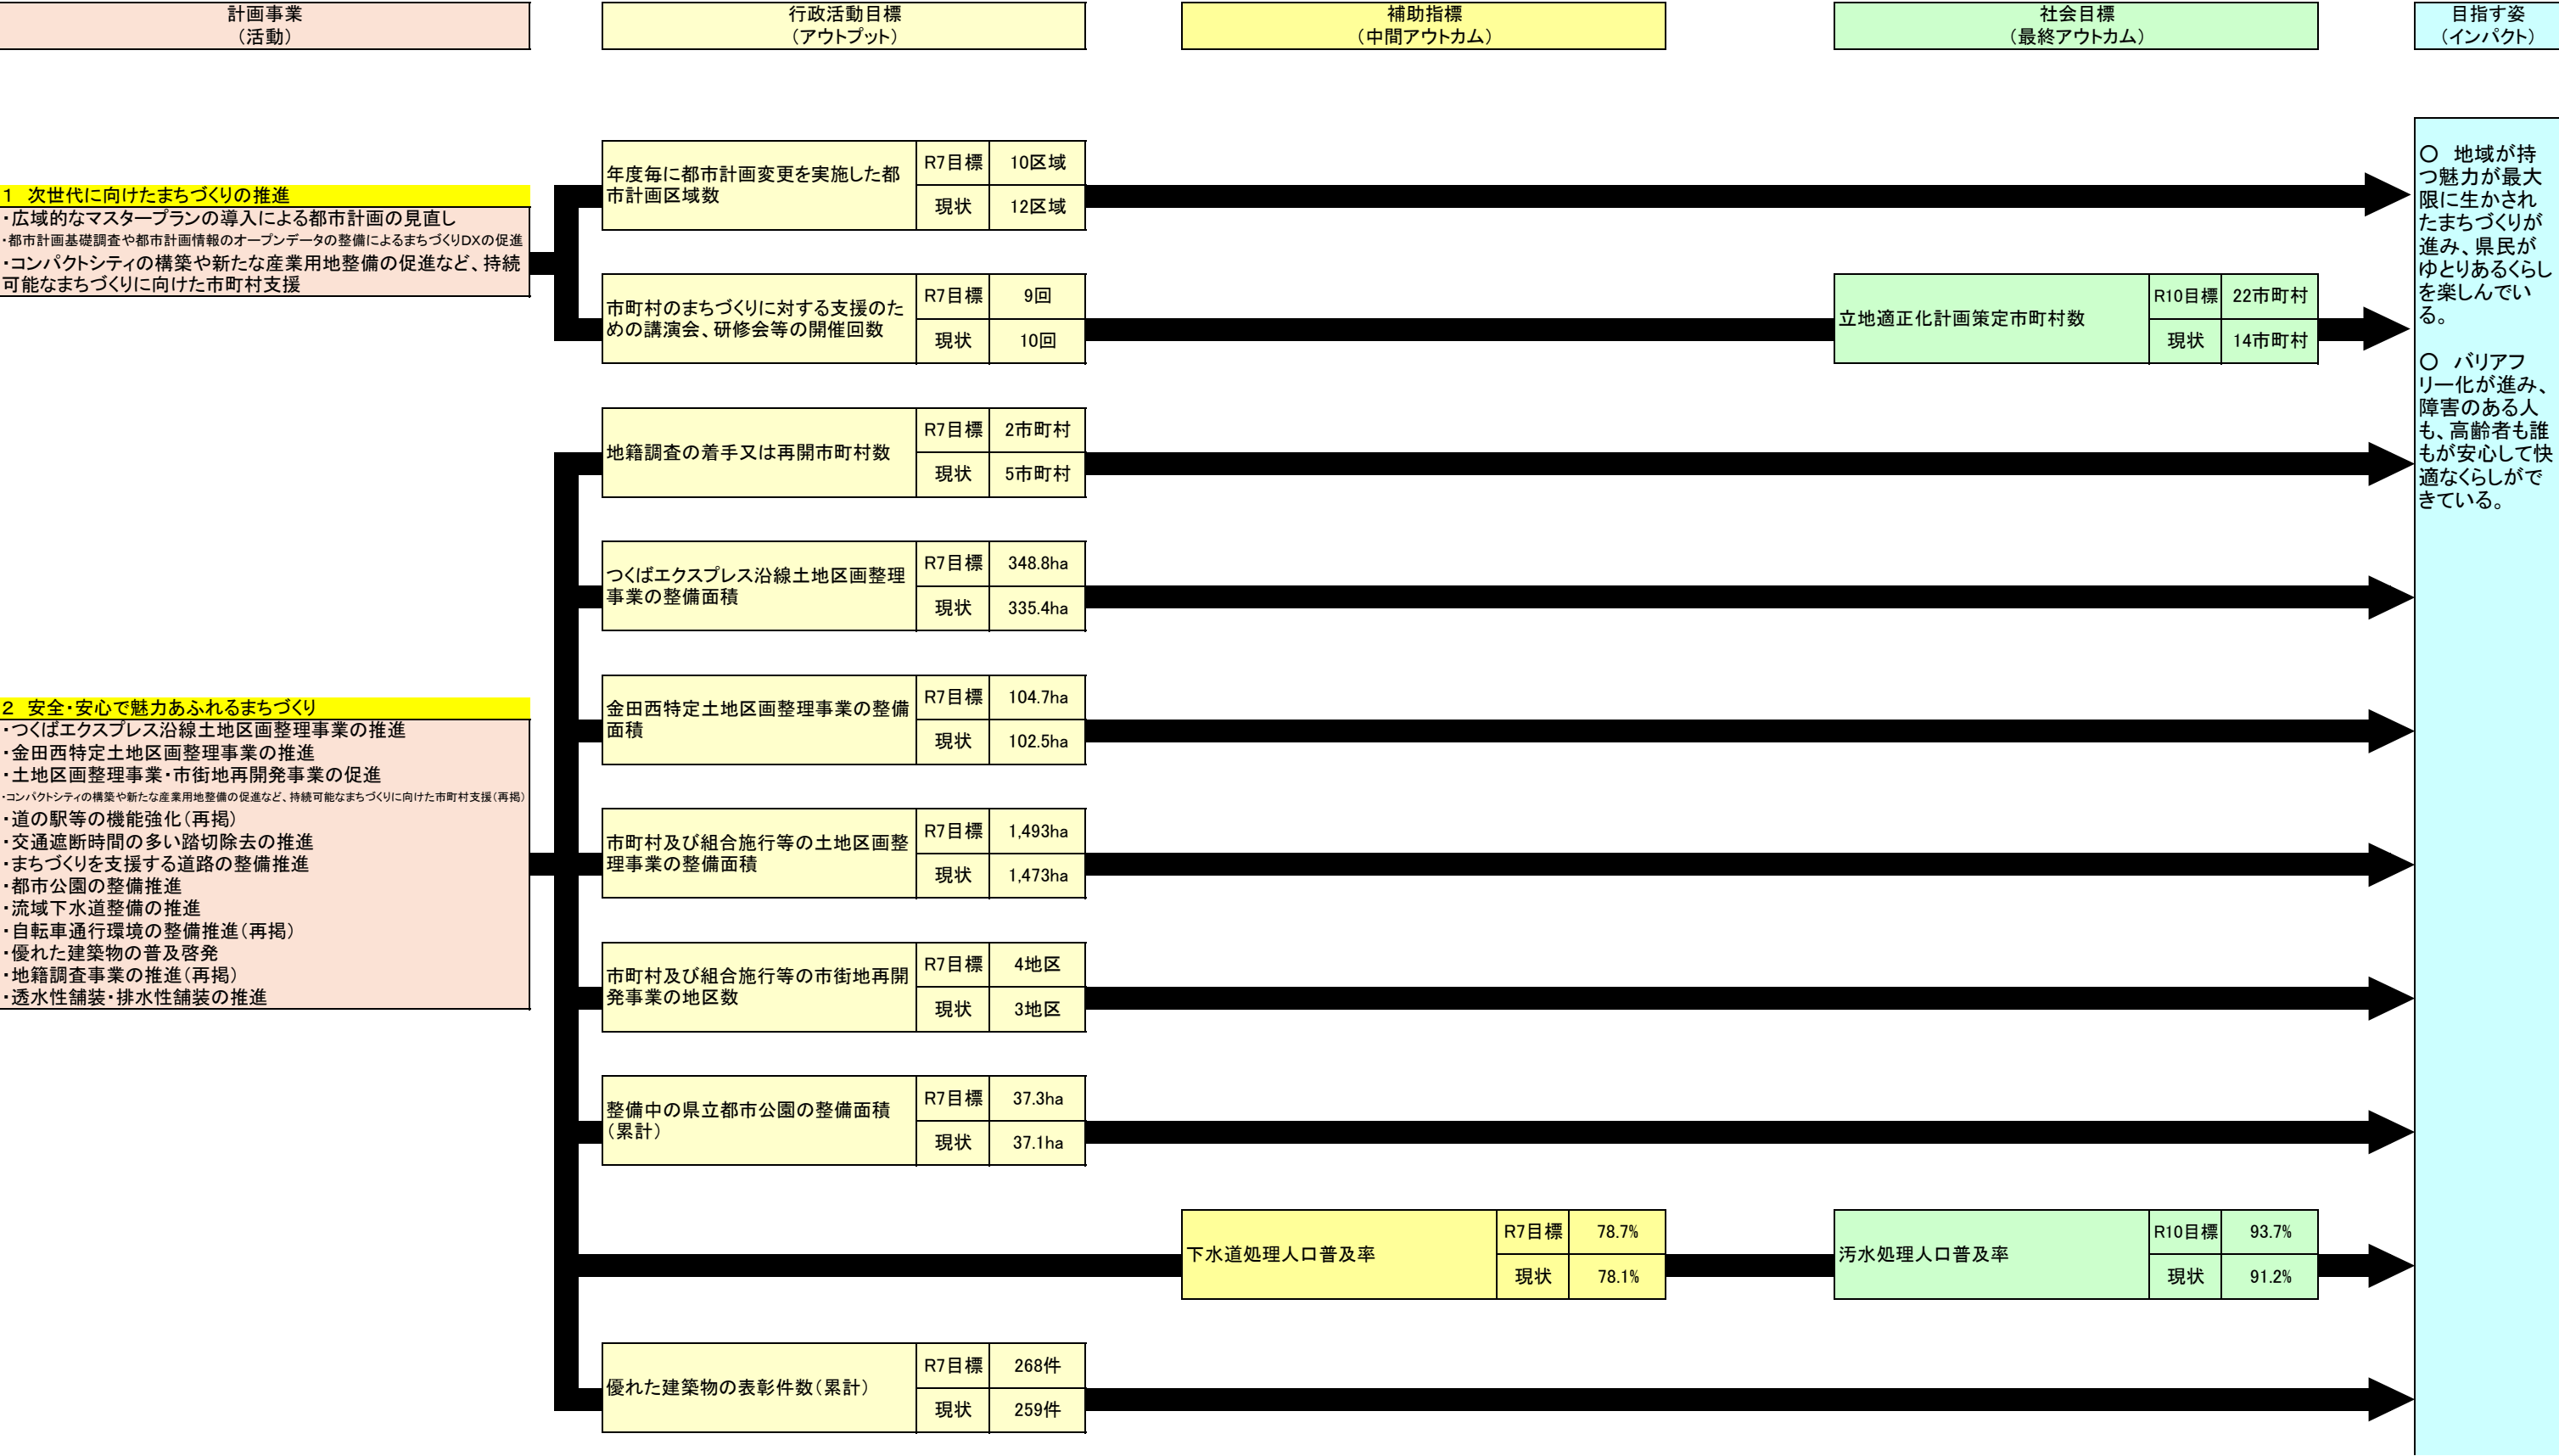 計画事業
（活動）
行政活動目標
（アウトプット）
補助指標
（中間アウトカム）
社会目標
（最終アウトカム）
目指す姿
（インパクト）
1　次世代に向けたまちづくりの推進
・広域的なマスタープランの導入による都市計画の見直し
・都市計画基礎調査や都市計画情報のオープンデータの整備によるまちづくりDXの促進
・コンパクトシティの構築や新たな産業用地整備の促進など、持続
可能なまちづくりに向けた市町村支援
年度毎に都市計画変更を実施した都
市計画区域数
R7目標
10区域
現状
12区域
市町村のまちづくりに対する支援のた
めの講演会、研修会等の開催回数
R7目標
9回
現状
10回
立地適正化計画策定市町村数
R10目標
22市町村
現状
14市町村
2　安全・安心で魅力あふれるまちづくり
・つくばエクスプレス沿線土地区画整理事業の推進
・金田西特定土地区画整理事業の推進
・土地区画整理事業・市街地再開発事業の促進
・コンパクトシティの構築や新たな産業用地整備の促進など、持続可能なまちづくりに向けた市町村支援（再掲）
・道の駅等の機能強化（再掲）
・交通遮断時間の多い踏切除去の推進
・まちづくりを支援する道路の整備推進
・都市公園の整備推進
・流域下水道整備の推進
・自転車通行環境の整備推進（再掲）
・優れた建築物の普及啓発
・地籍調査事業の推進（再掲）
・透水性舗装・排水性舗装の推進
地籍調査の着手又は再開市町村数
R7目標
2市町村
現状
5市町村
つくばエクスプレス沿線土地区画整理
事業の整備面積
R7目標
348.8ha
現状
335.4ha
金田西特定土地区画整理事業の整備
面積
R7目標
104.7ha
現状
102.5ha
市町村及び組合施行等の土地区画整
理事業の整備面積
R7目標
1,493ha
現状
1,473ha
市町村及び組合施行等の市街地再開
発事業の地区数
R7目標
4地区
現状
3地区
整備中の県立都市公園の整備面積
（累計）
R7目標
37.3ha
現状
37.1ha
下水道処理人口普及率
R7目標
78.7%
現状
78.1%
汚水処理人口普及率
R10目標
93.7%
現状
91.2%
優れた建築物の表彰件数（累計）
R7目標
268件
現状
259件
○　地域が持
つ魅力が最大
限に生かされ
たまちづくりが
進み、県民が
ゆとりあるくらし
を楽しんでい
る。
○　バリアフ
リー化が進み、
障害のある人
も、高齢者も誰
もが安心して快
適なくらしがで
きている。